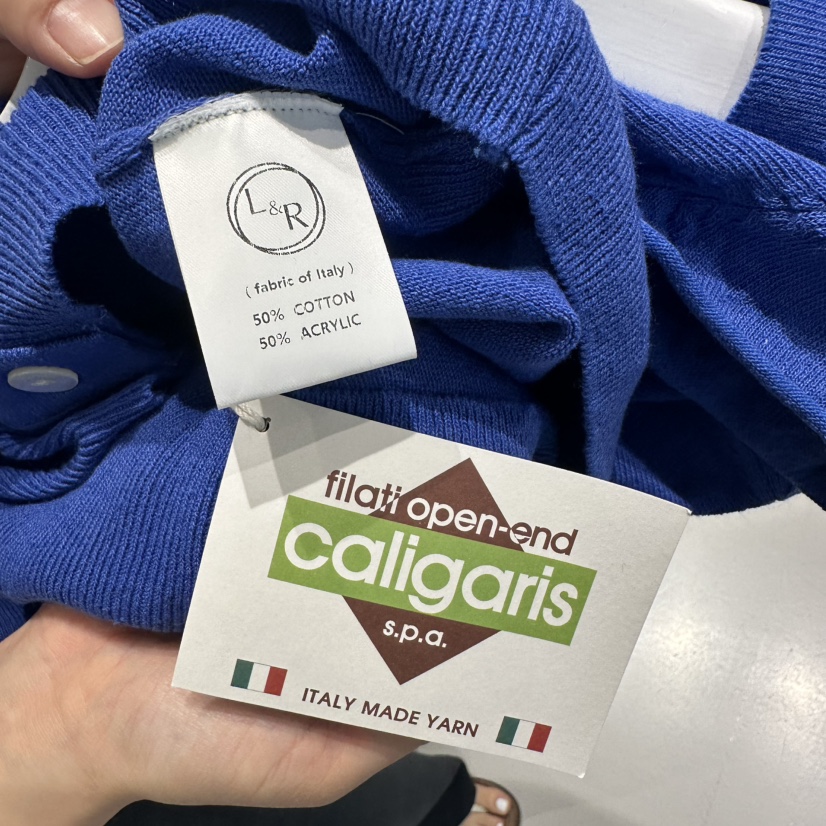 L&R
( fabric of Italy )
50% COTTON
50% ACRYLIC
filati open-end
caligaris
s.p.a.
ITALY MADE YARN